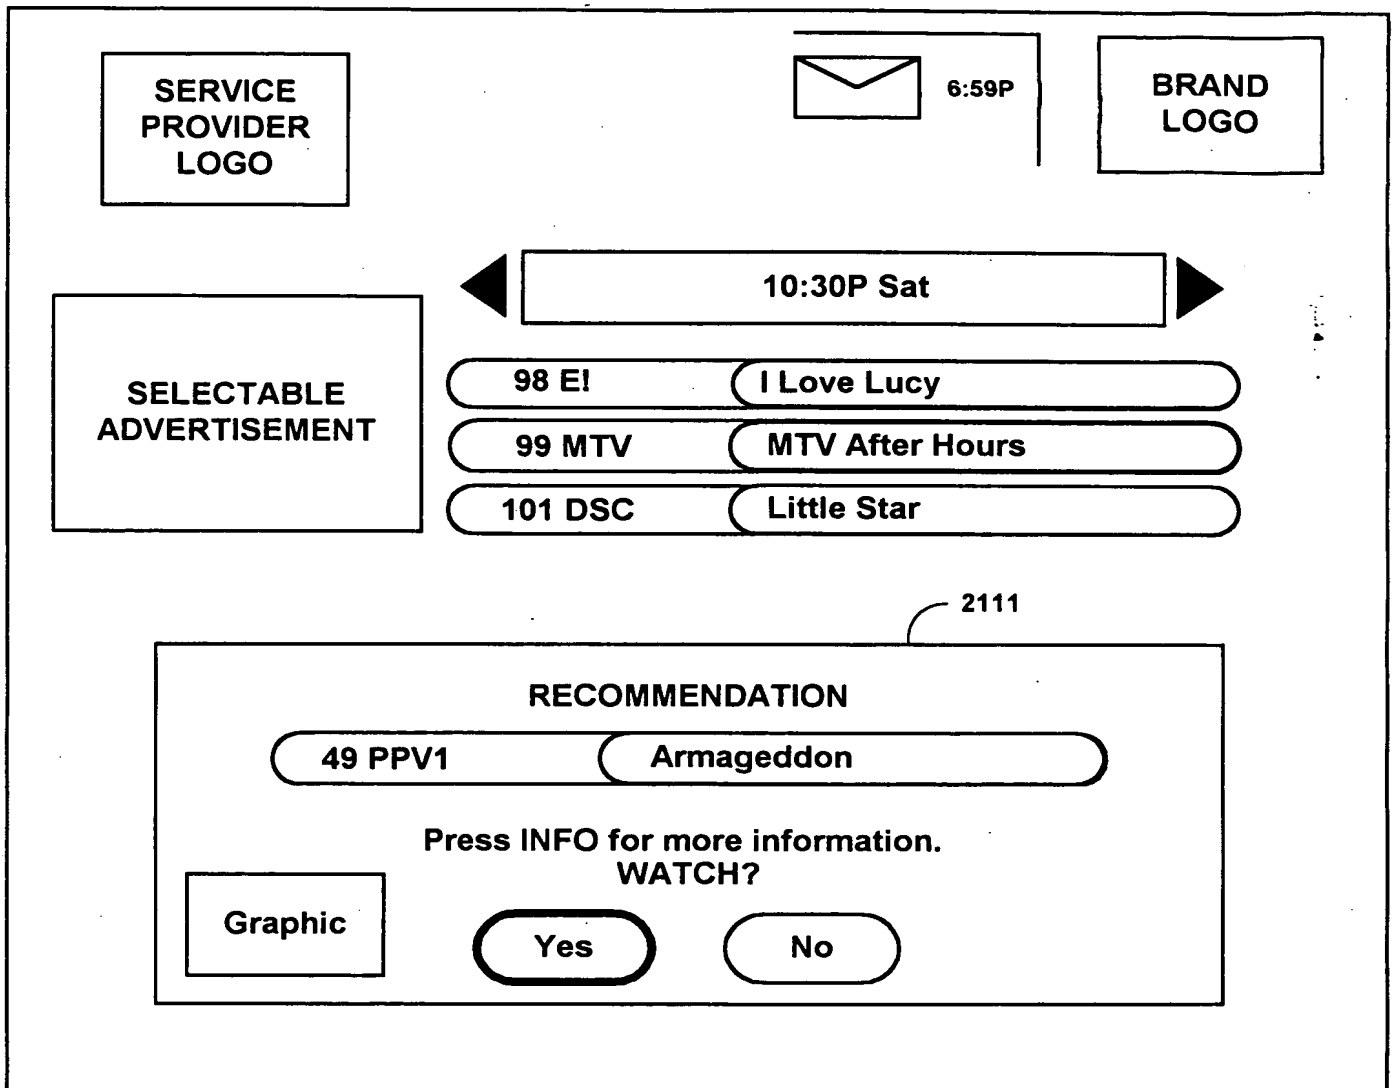 SERVICE
PROVIDER
LOGO
6:59P
BRAND
LOGO
10:30P Sat
SELECTABLE
ADVERTISEMENT
98 E! I Love Lucy
99 MTV MTV After Hours
101 DSC Little Star
2111
RECOMMENDATION
49 PPV1 Armageddon
Press INFO for more information.
WATCH?
Graphic
Yes No